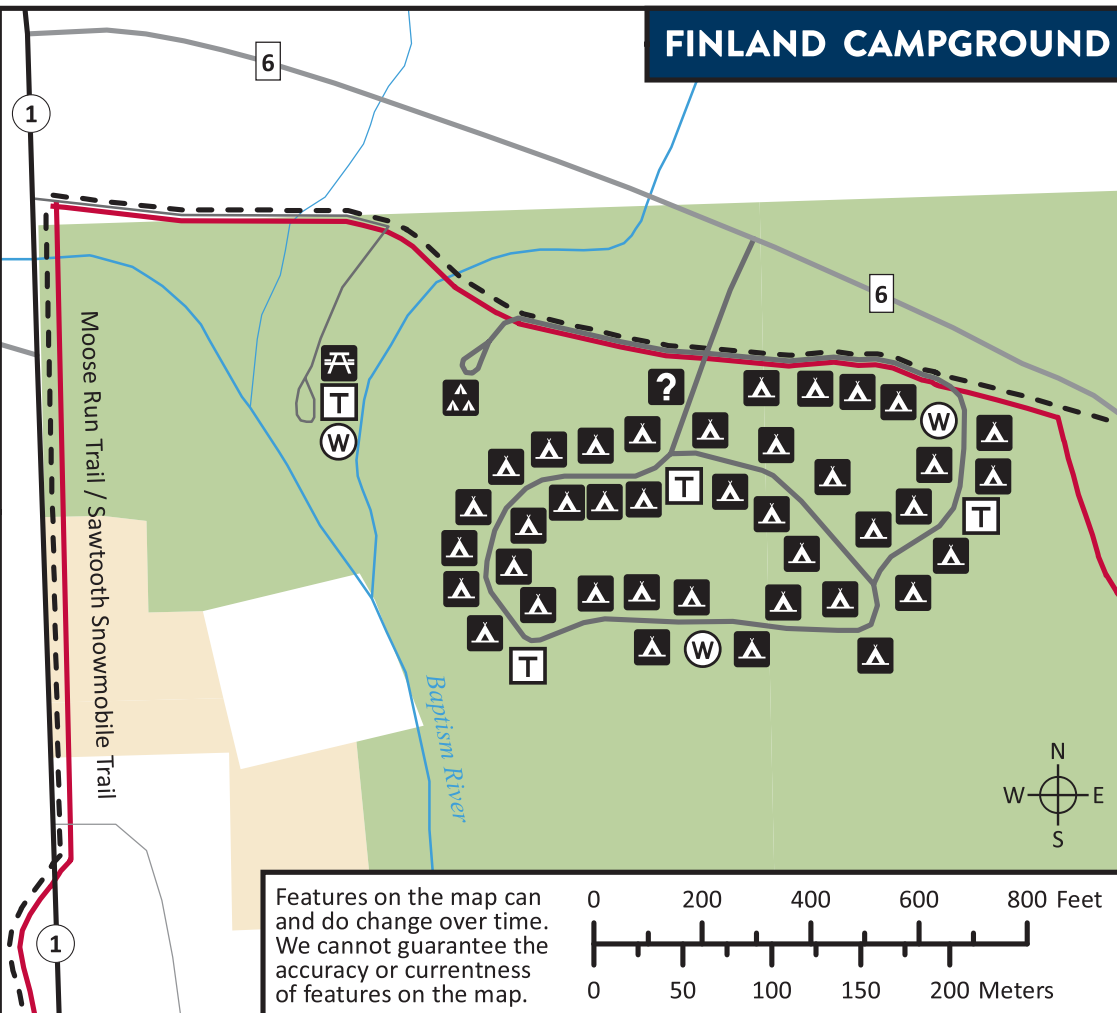 FINLAND CAMPGROUND
6
1
6
?
T
W
W
T
T
Moose Run Trail / Sawtooth Snowmobile Trail
W
T
Baptism River
N
W E
S
1
Features on the map can
and do change over time.
We cannot guarantee the
accuracy or currentness
of features on the map.
0 200 400 600 800 Feet
0 50 100 150 200 Meters